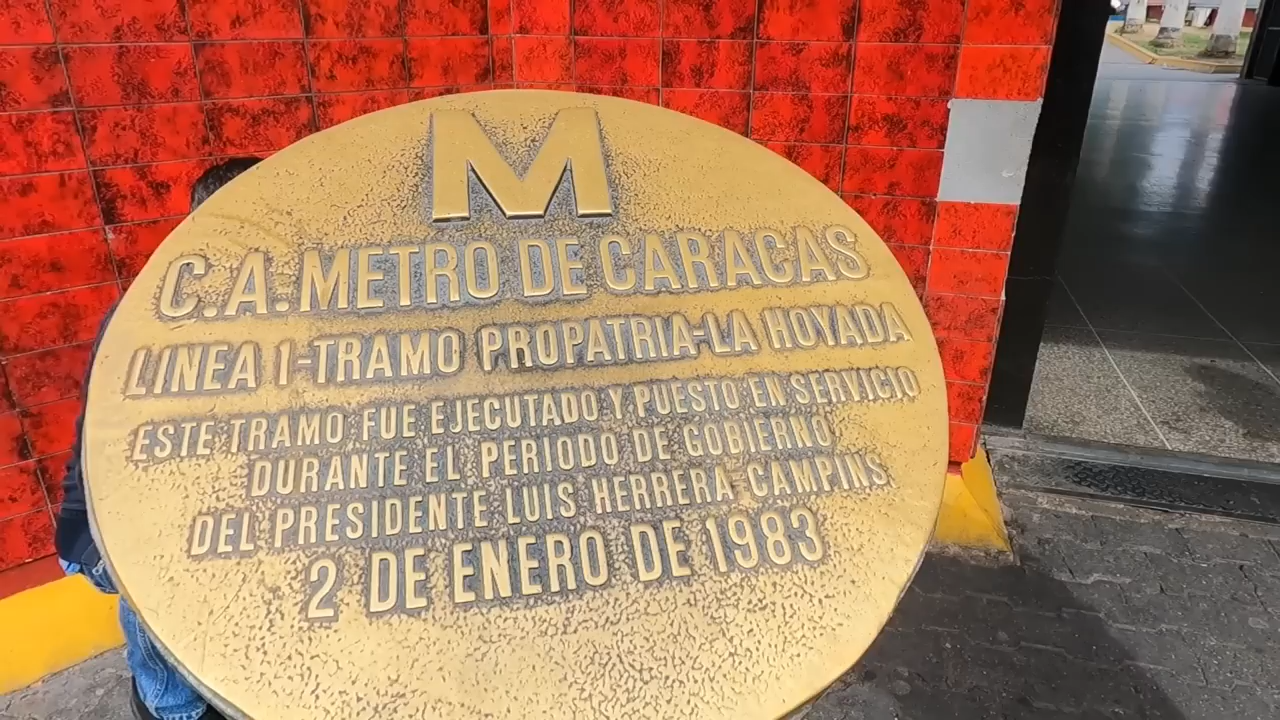 M
C.A. METRO DE CARACAS
LINEA 1-TRAMO PROPATRIA-LA HOYADA
ESTE TRAMO FUE EJECUTADO Y PUESTO EN SERVICIO
DURANTE EL PERIODO DE GOBIERNO
DEL PRESIDENTE LUIS HERRERA CAMPINS
2 DE ENERO DE 1983